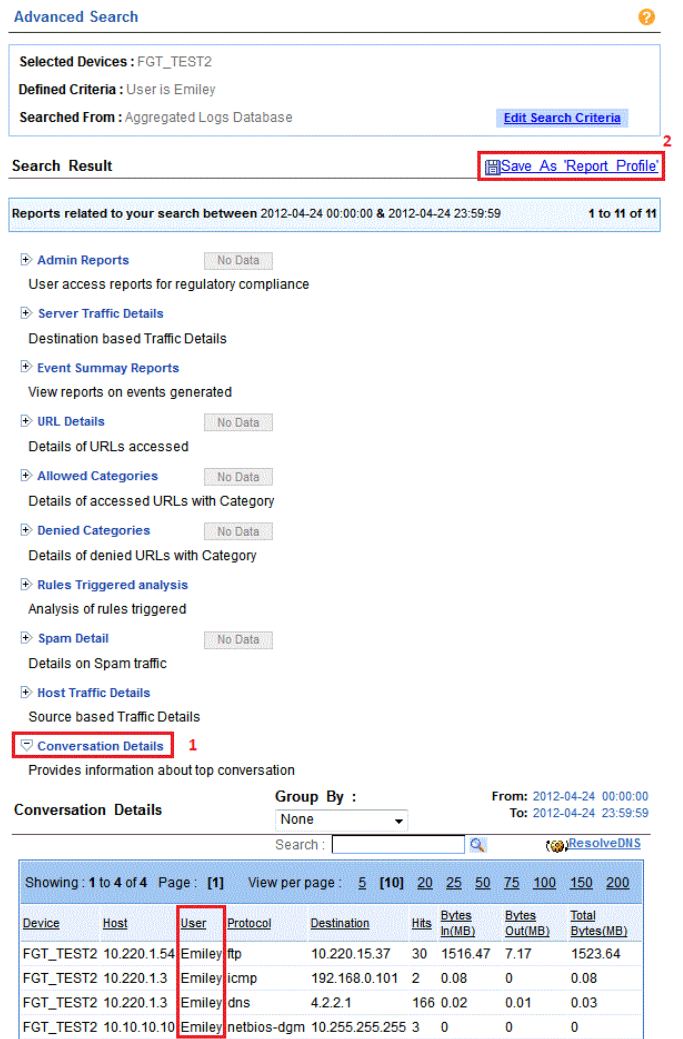 Advanced Search
?
Selected Devices : FGT_TEST2
Defined Criteria : User is Emiley
Searched From : Aggregated Logs Database
Edit Search Criteria
2
Search Result
Save As 'Report Profile'
Reports related to your search between 2012-04-24 00:00:00 & 2012-04-24 23:59:59 1 to 11 of 11
Admin Reports No Data
User access reports for regulatory compliance
Server Traffic Details
Destination based Traffic Details
Event Summay Reports
View reports on events generated
URL Details No Data
Details of URLs accessed
Allowed Categories No Data
Details of accessed URLs with Category
Denied Categories No Data
Details of denied URLs with Category
Rules Triggered analysis
Analysis of rules triggered
Spam Detail No Data
Details on Spam traffic
Host Traffic Details
Source based Traffic Details
Conversation Details 1
Provides information about top conversation
Conversation Details
Group By :
None
From: 2012-04-24 00:00:00
To: 2012-04-24 23:59:59
Search :
ResolveDNS
Showing : 1 to 4 of 4 Page : [1] View per page : 5 [10] 20 25 50 75 100 150 200
Device Host User Protocol Destination Hits Bytes In(MB) Bytes Out(MB) Total Bytes(MB)
FGT_TEST2 10.220.1.54 Emiley ftp 10.220.15.37 30 1516.47 7.17 1523.64
FGT_TEST2 10.220.1.3 Emiley icmp 192.168.0.101 2 0.08 0 0.08
FGT_TEST2 10.220.1.3 Emiley dns 4.2.2.1 166 0.02 0.01 0.03
FGT_TEST2 10.10.10.10 Emiley netbios-dgm 10.255.255.255 3 0 0 0